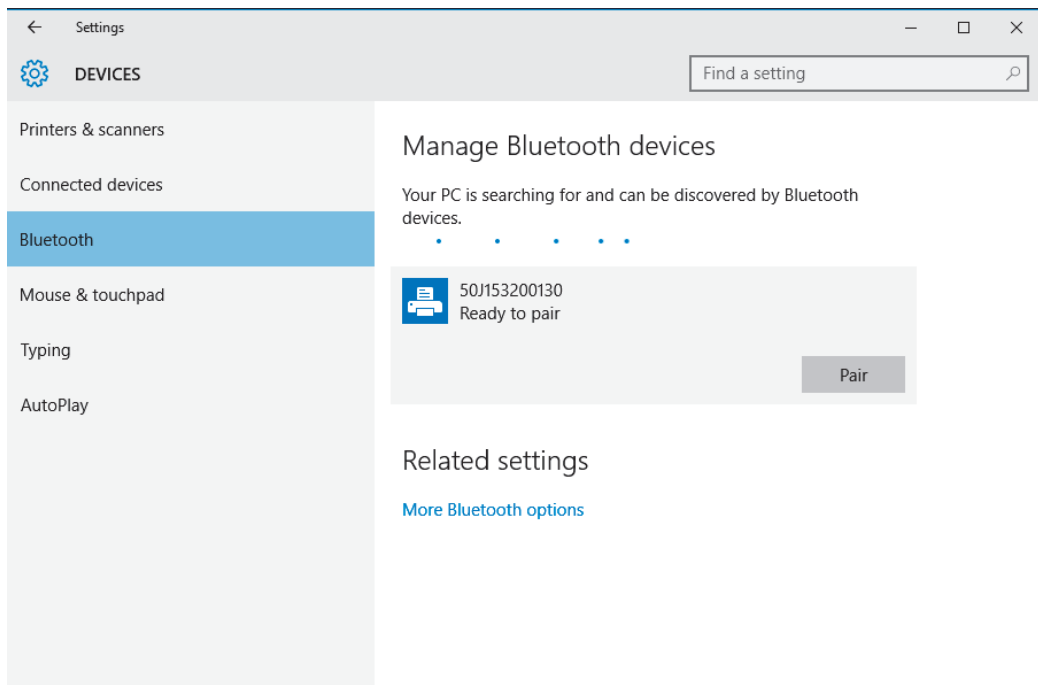 Settings
DEVICES
Find a setting
Printers & scanners
Connected devices
Bluetooth
Mouse & touchpad
Typing
AutoPlay
Manage Bluetooth devices
Your PC is searching for and can be discovered by Bluetooth
devices.
50J153200130
Ready to pair
Pair
Related settings
More Bluetooth options